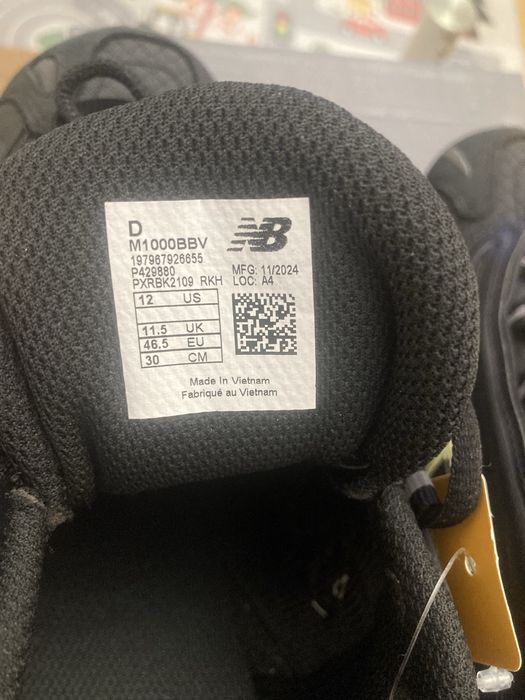 D
M1000BBV
NB
197967926655
P429880
MFG: 11/2024
PXRBK2109 RKH
LOC: A4
12 US
11.5 UK
46.5 EU
30 CM
Made In Vietnam
Fabriqué au Vietnam